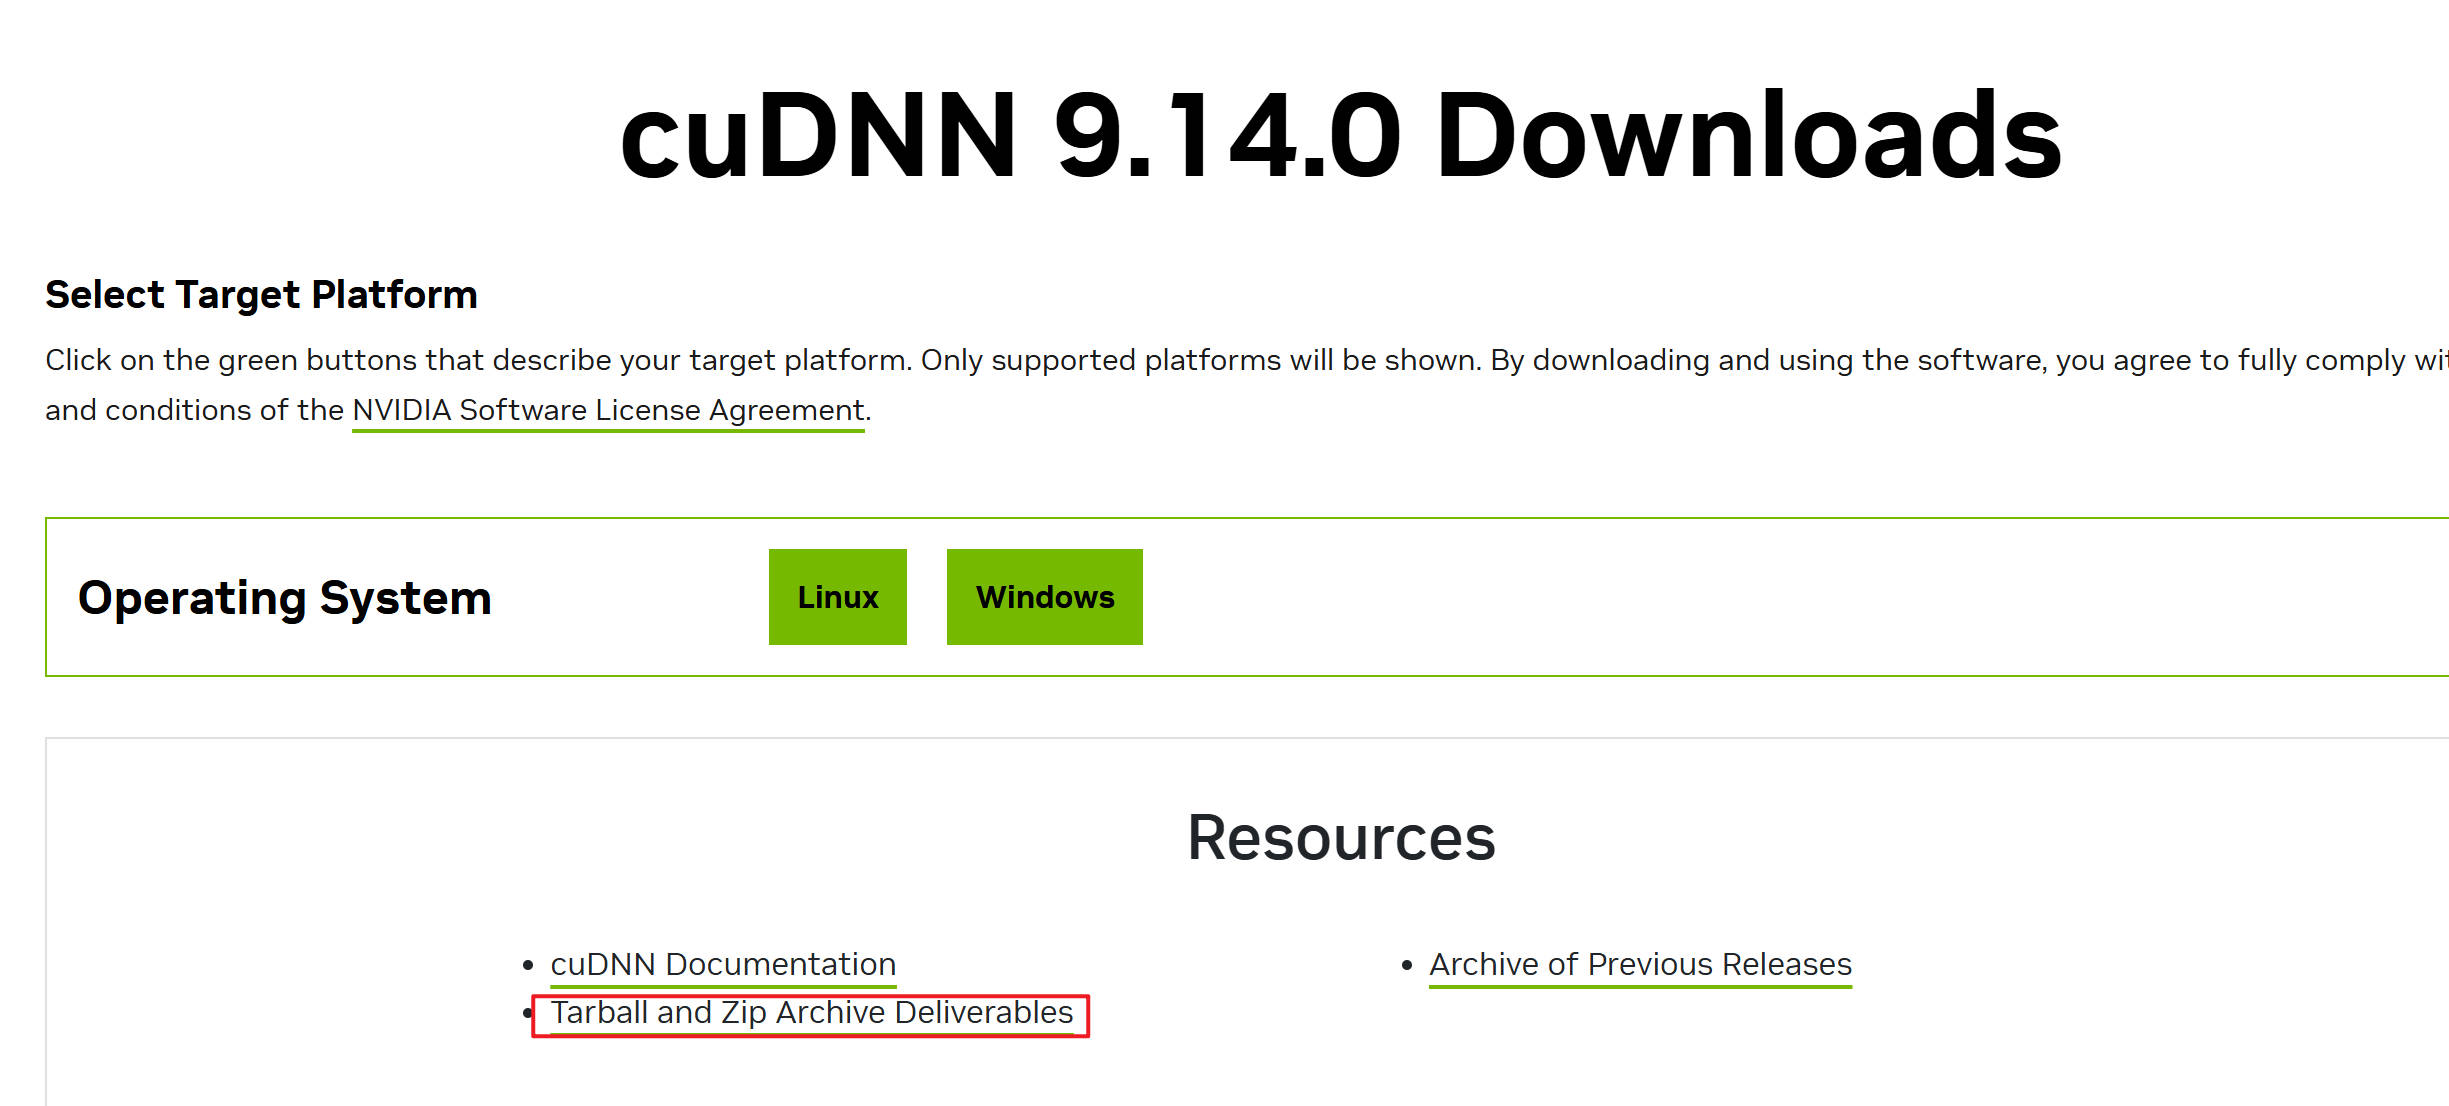 cuDNN 9.14.0 Downloads
Select Target Platform
Click on the green buttons that describe your target platform. Only supported platforms will be shown. By downloading and using the software, you agree to fully comply
and conditions of the NVIDIA Software License Agreement.
Operating System
Linux
Windows
Resources
• cuDNN Documentation
• Tarball and Zip Archive Deliverables
• Archive of Previous Releases